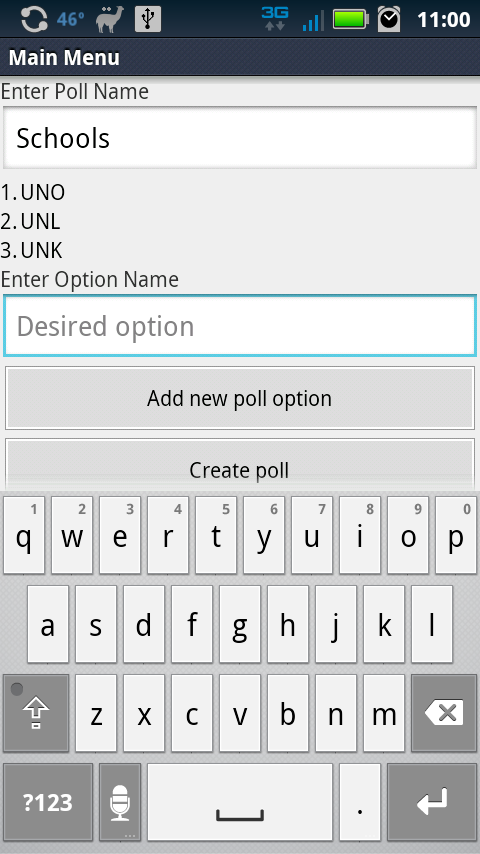 46° 3G 11:00
Main Menu
Enter Poll Name
Schools
1. UNO
2. UNL
3. UNK
Enter Option Name
Desired option
Add new poll option
Create poll
1 2 3 4 5 6 7 8 9 0
q w e r t y u i o p
a s d f g h j k l
z x c v b n m
?123 ... .